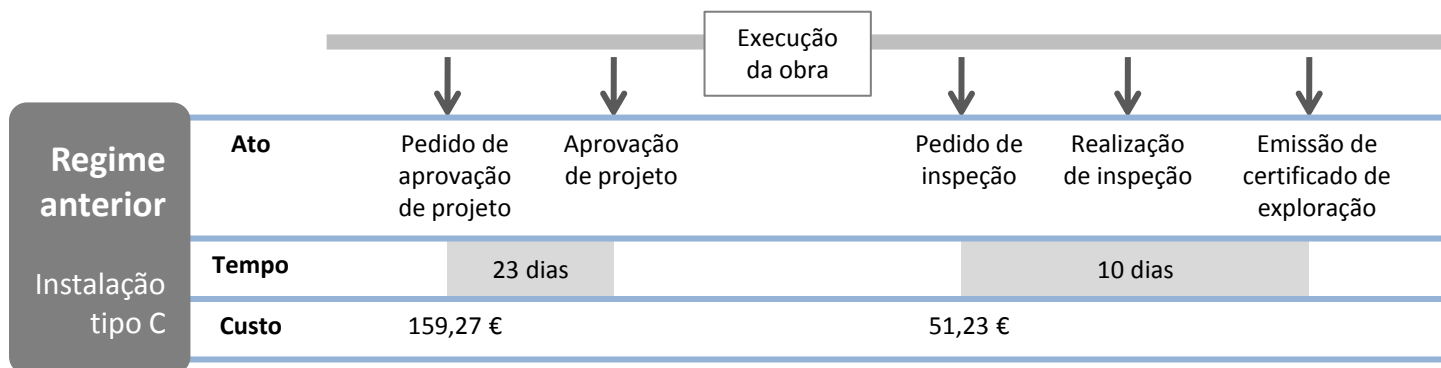 Execução
da obra
Regime
anterior
Instalação
tipo C
Ato
Pedido de
aprovação
de projeto
Aprovação
de projeto
Pedido de
inspeção
Realização
de inspeção
Emissão de
certificado de
exploração
Tempo
23 dias
10 dias
Custo
159,27 €
51,23 €